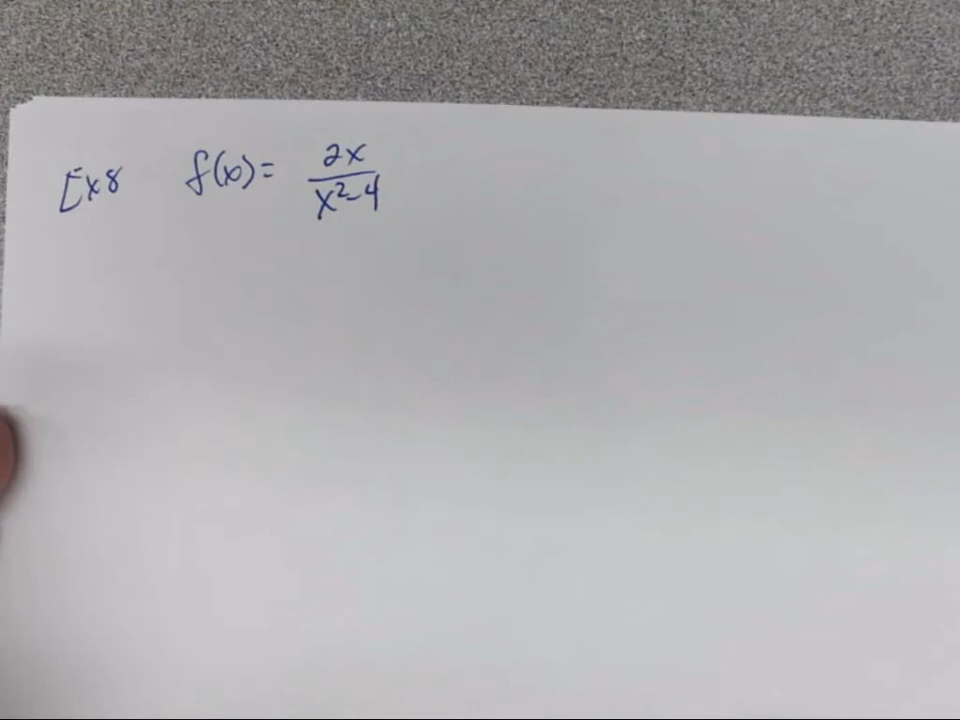 Ex 8 f(x) = 2x / x²-4